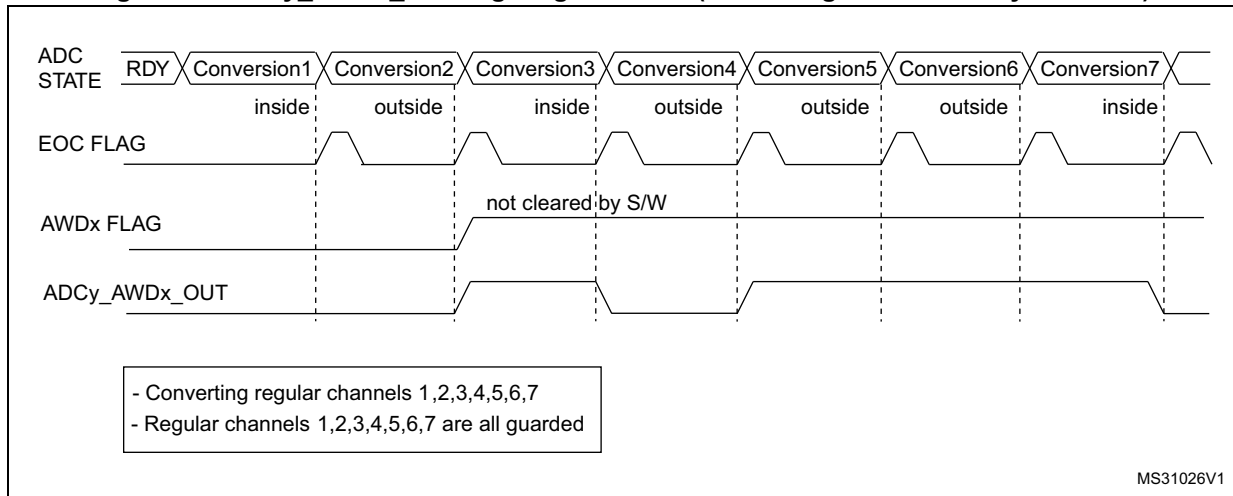 ADC STATE RDY Conversion1 Conversion2 Conversion3 Conversion4 Conversion5 Conversion6 Conversion7
inside outside inside outside outside outside inside
EOC FLAG
not cleared by S/W
AWDx FLAG
ADCy_AWDx_OUT
- Converting regular channels 1,2,3,4,5,6,7
- Regular channels 1,2,3,4,5,6,7 are all guarded
MS31026V1